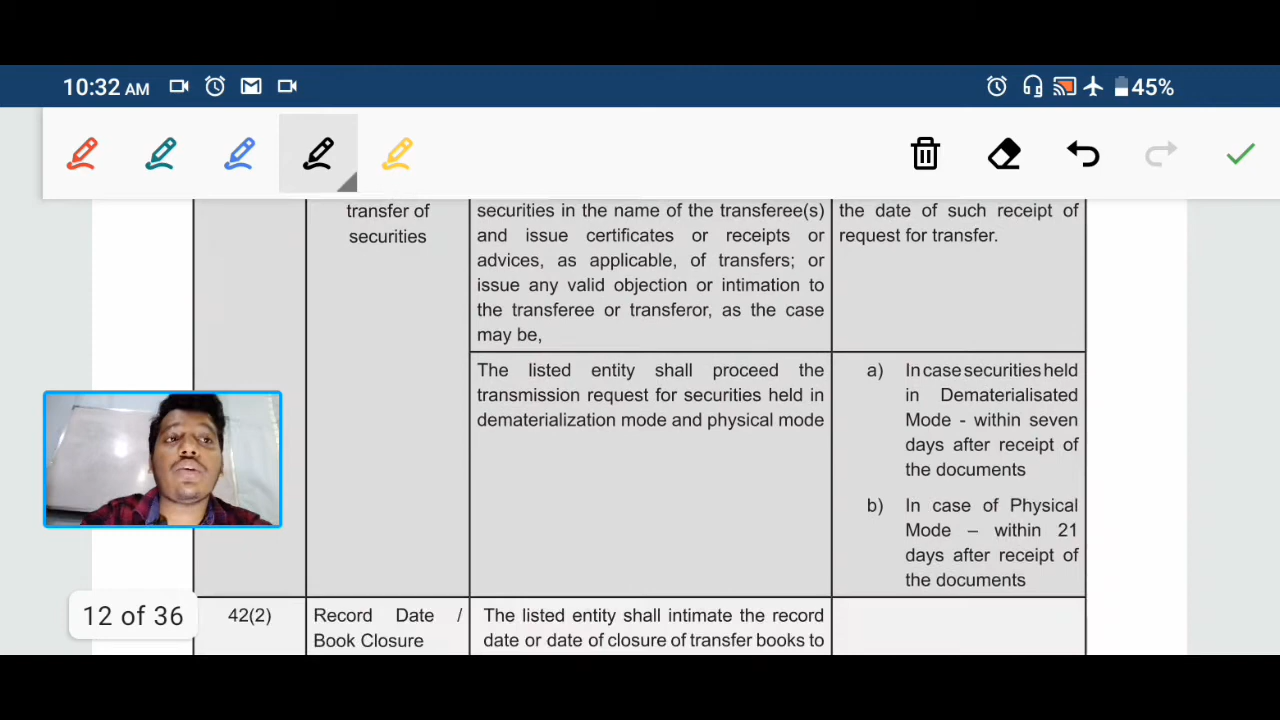 10:32 AM
45%
transfer of
securities
securities in the name of the transferee(s)
and issue certificates or receipts or
advices, as applicable, of transfers; or
issue any valid objection or intimation to
the transferee or transferor, as the case
may be,
the date of such receipt of
request for transfer.
The listed entity shall proceed the
transmission request for securities held in
dematerialization mode and physical mode
a) In case securities held
in Dematerialisated
Mode - within seven
days after receipt of
the documents
b) In case of Physical
Mode – within 21
days after receipt of
the documents
12 of 36
42(2)
Record Date /
Book Closure
The listed entity shall intimate the record
date or date of closure of transfer books to